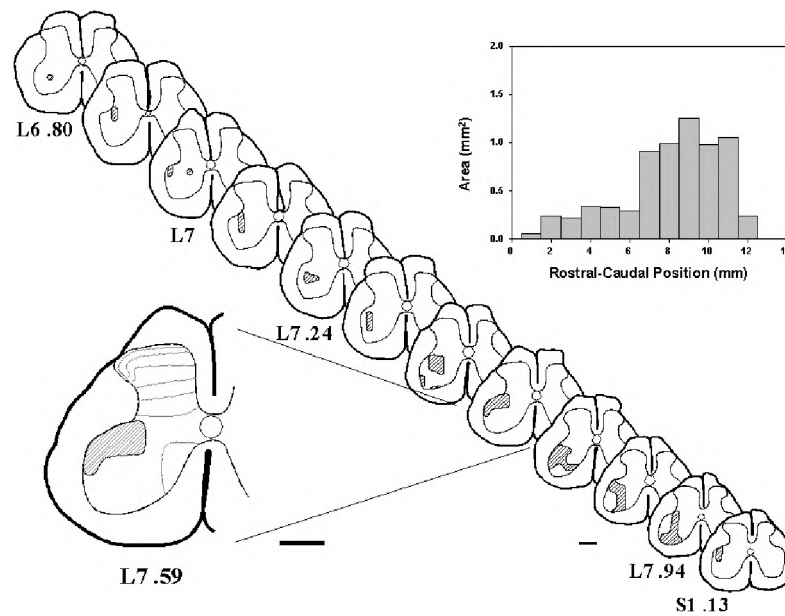 2.0
1.5
1.0
0.5
0.0
Area (mm²)
0 2 4 6 8 10 12 14
Rostral-Caudal Position (mm)
L6 .80
L7
L7 .24
L7 .59
L7 .94
S1 .13